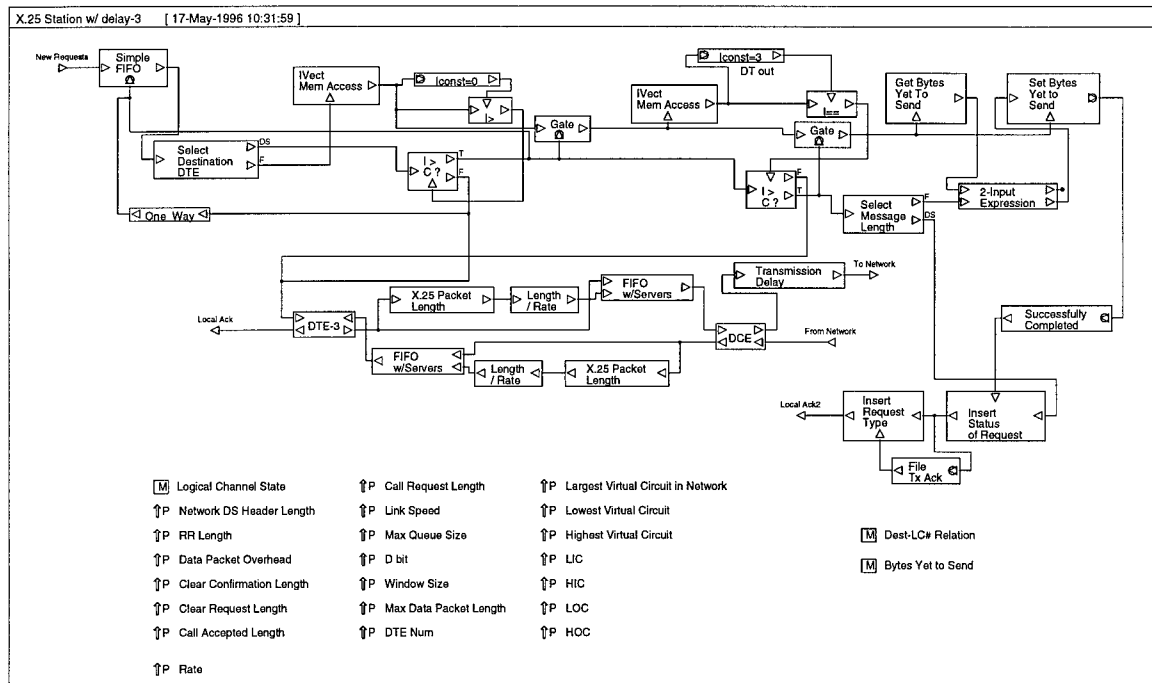 X.25 Station w/ delay-3 [ 17-May-1996 10:31:59 ]
New Requests
Simple
FIFO
IVect
Mem Access
Iconst=0
I>
Iconst=3
DT out
IVect
Mem Access
I==
Get Bytes
Yet To
Send
Set Bytes
Yet to
Send
Gate
Gate
Select
Destination
DTE
DS
F
I >
C ?
T
F
I >
C ?
F
T
Select
Message
Length
F
DS
2-Input
Expression
One Way
X.25 Packet
Length
Length
/ Rate
FIFO
w/Servers
Transmission
Delay
To Network
Local Ack
DTE-3
DCE
From Network
Successfully
Completed
FIFO
w/Servers
Length
/ Rate
X.25 Packet
Length
Local Ack2
Insert
Request
Type
Insert
Status
of Request
File
Tx Ack
M Logical Channel State
⇑P Network DS Header Length
⇑P RR Length
⇑P Data Packet Overhead
⇑P Clear Confirmation Length
⇑P Clear Request Length
⇑P Call Accepted Length
⇑P Rate
⇑P Call Request Length
⇑P Link Speed
⇑P Max Queue Size
⇑P D bit
⇑P Window Size
⇑P Max Data Packet Length
⇑P DTE Num
⇑P Largest Virtual Circuit in Network
⇑P Lowest Virtual Circuit
⇑P Highest Virtual Circuit
⇑P LIC
⇑P HIC
⇑P LOC
⇑P HOC
M Dest-LC# Relation
M Bytes Yet to Send